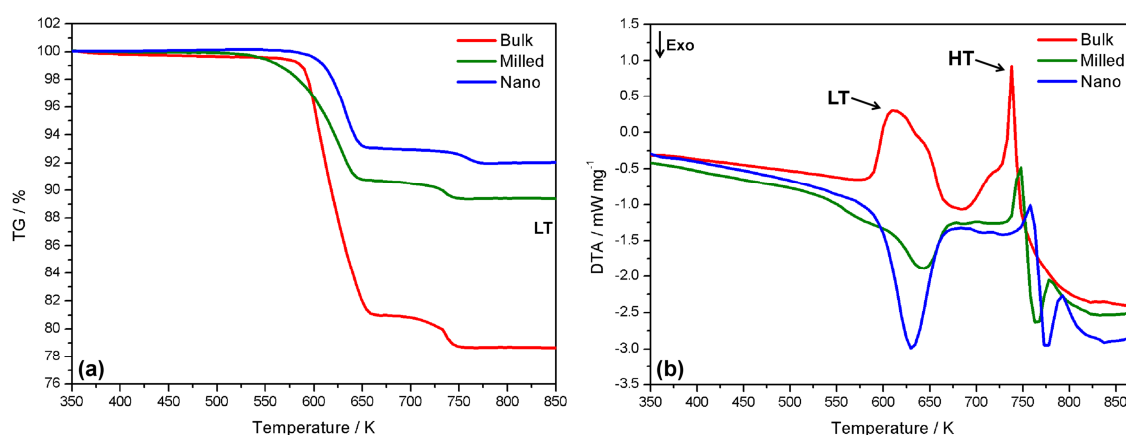 102
100
98
96
94
92
90
88
86
84
82
80
78
76
TG / %
350 400 450 500 550 600 650 700 750 800 850
Temperature / K
Bulk
Milled
Nano
LT
(a)
1.5
1.0
0.5
0.0
-0.5
-1.0
-1.5
-2.0
-2.5
-3.0
-3.5
DTA / mW mg-1
350 400 450 500 550 600 650 700 750 800 850
Temperature / K
Exo
Bulk
Milled
Nano
HT
LT
(b)